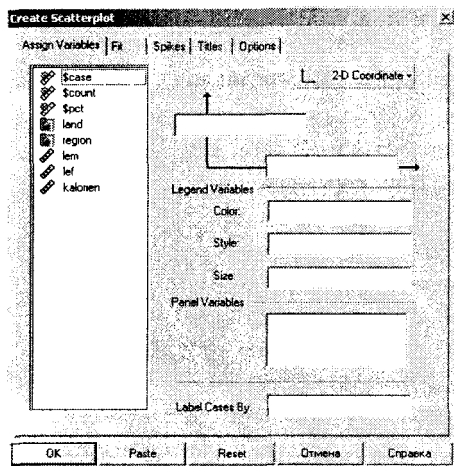 Create Scatterplot
Assign Variables Fit Spikes Titles Options
$case
$count
$pct
land
region
lem
lef
kalorien
2-D Coordinate
Legend Variables
Color:
Style:
Size:
Panel Variables
Label Cases By:
OK Paste Reset Отмена Справка